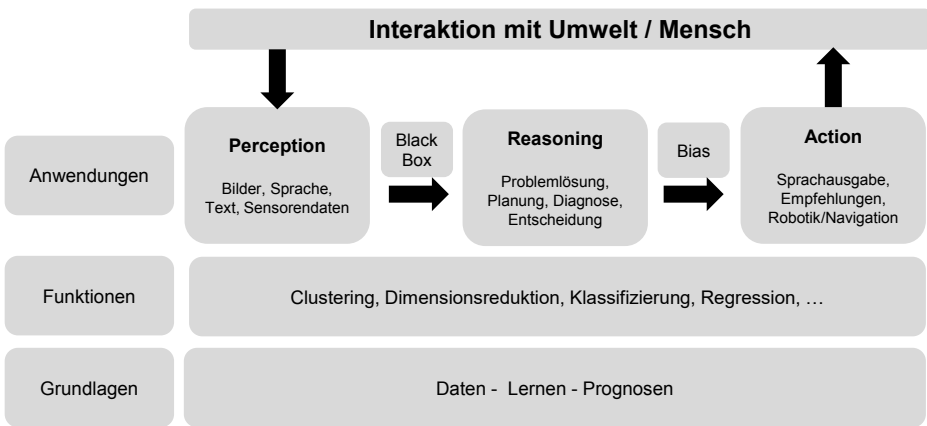 Interaktion mit Umwelt / Mensch
Anwendungen
Perception
Bilder, Sprache,
Text, Sensorendaten
Black
Box
Reasoning
Problemlösung,
Planung, Diagnose,
Entscheidung
Bias
Action
Sprachausgabe,
Empfehlungen,
Robotik/Navigation
Funktionen
Clustering, Dimensionsreduktion, Klassifizierung, Regression, …
Grundlagen
Daten - Lernen - Prognosen